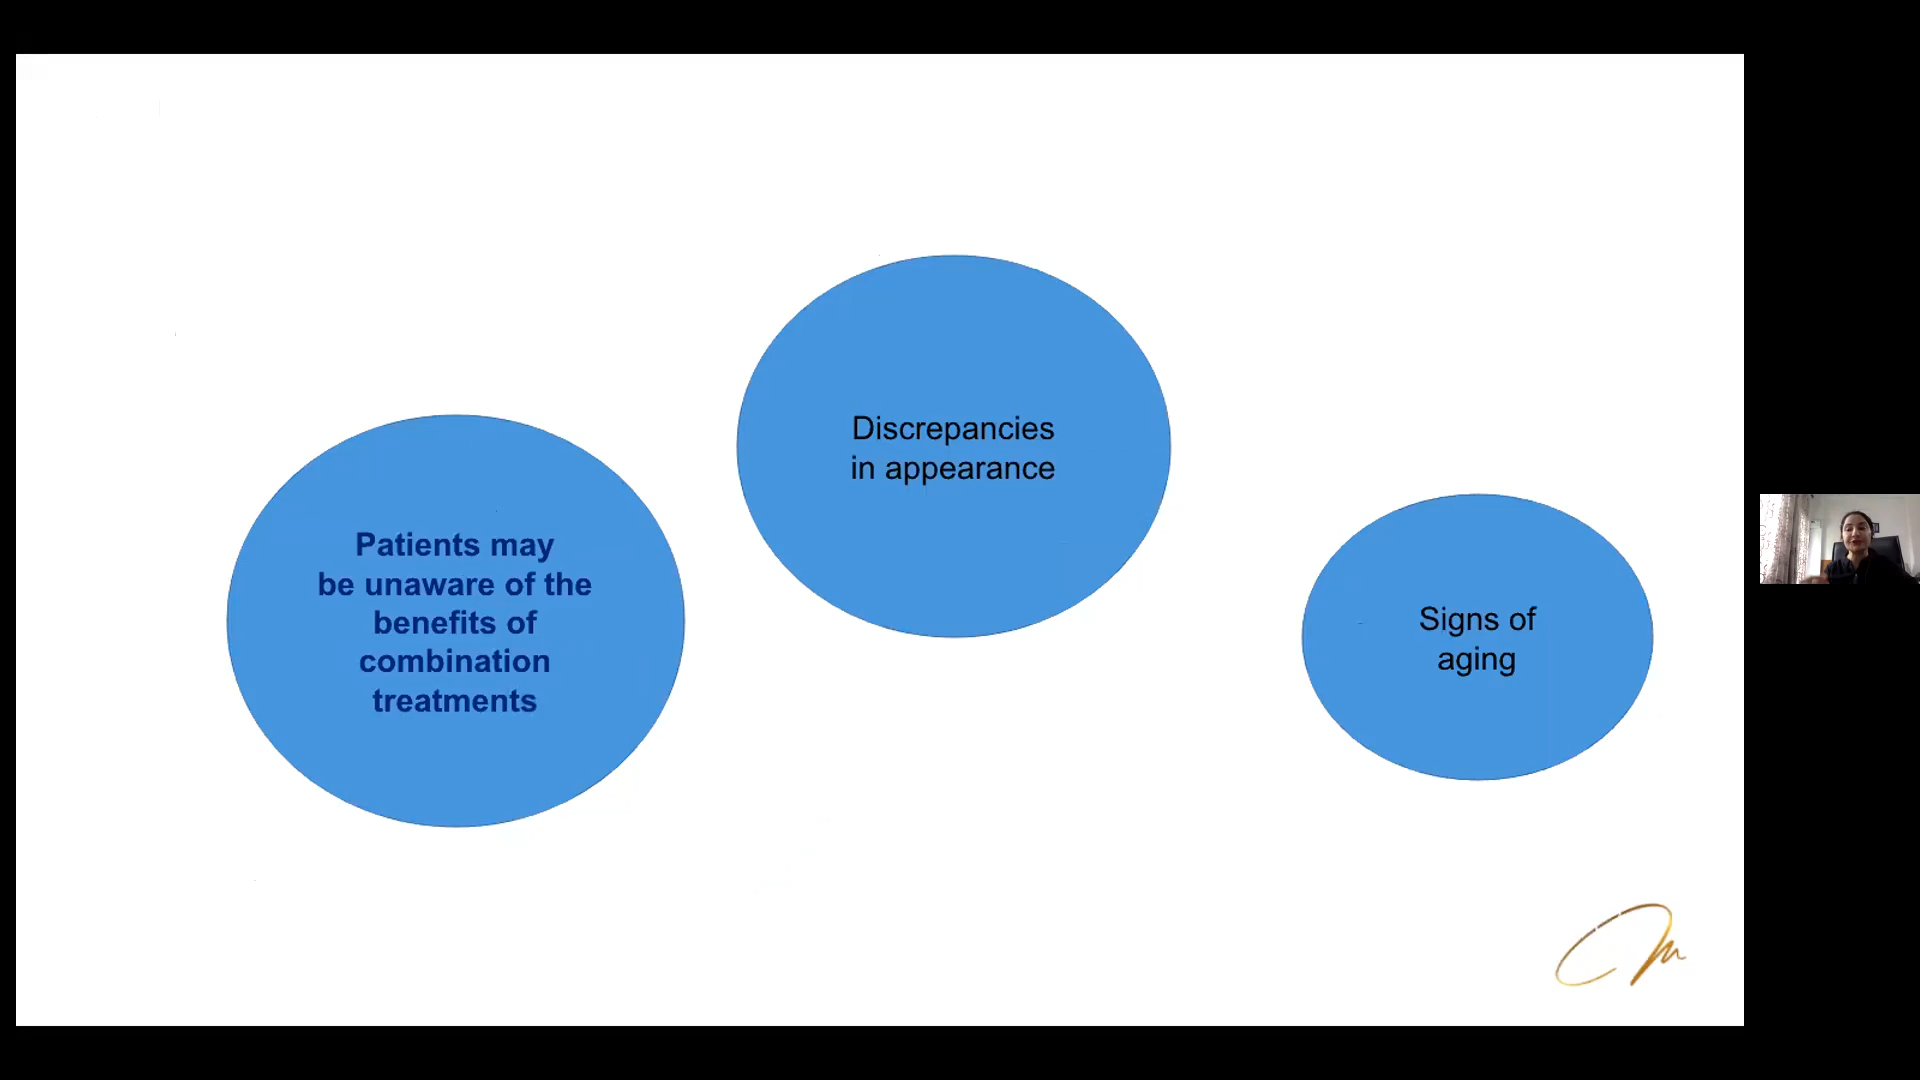 Patients may
be unaware of the
benefits of
combination
treatments
Discrepancies
in appearance
Signs of
aging